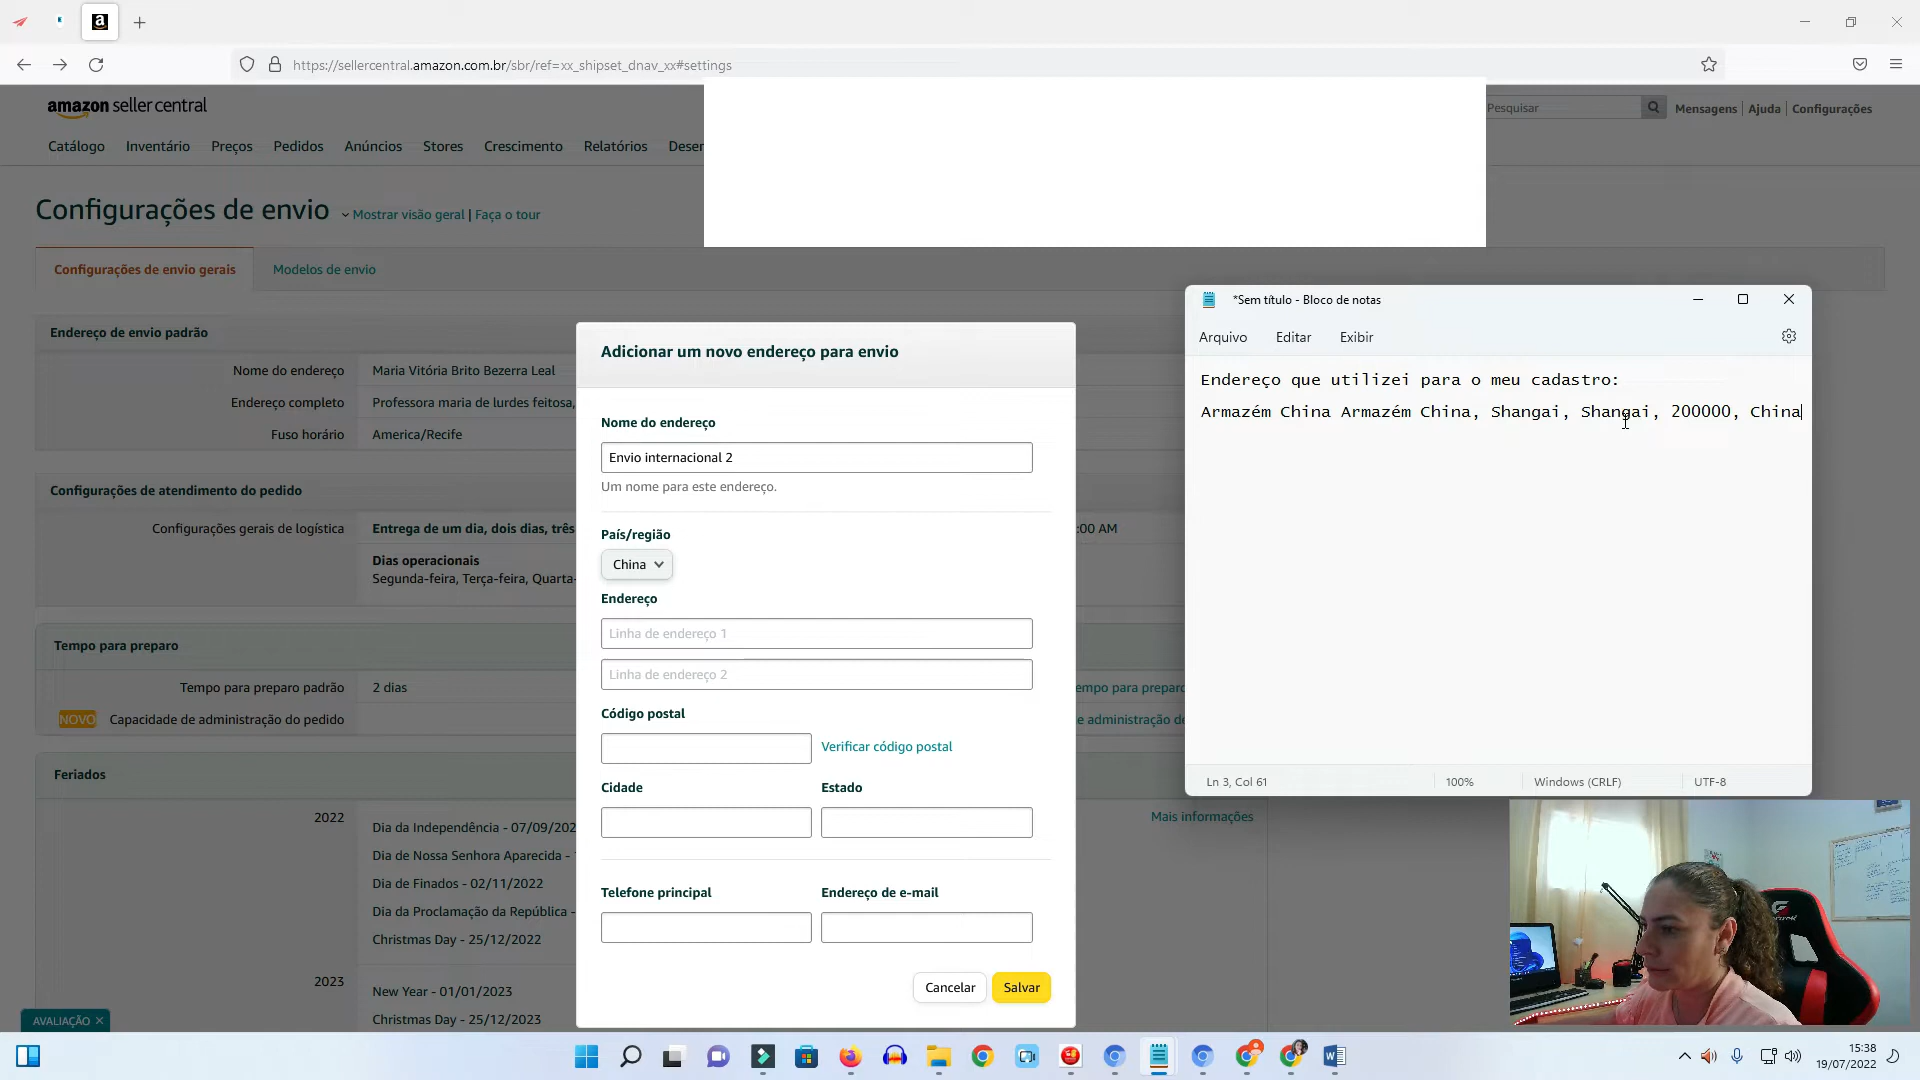 https://sellercentral.amazon.com.br/sbr/ref=xx_shipset_dnav_xx#settings
amazon seller central
Pesquisar
Mensagens | Ajuda | Configurações
Catálogo Inventário Preços Pedidos Anúncios Stores Crescimento Relatórios Deser
Configurações de envio Mostrar visão geral | Faça o tour
Configurações de envio gerais Modelos de envio
Endereço de envio padrão
Nome do endereço Maria Vitória Brito Bezerra Leal
Endereço completo Professora maria de lurdes feitosa,
Fuso horário America/Recife
Configurações de atendimento do pedido
Configurações gerais de logística Entrega de um dia, dois dias, três :00 AM
Dias operacionais
Segunda-feira, Terça-feira, Quarta-
Tempo para preparo
Tempo para preparo padrão 2 dias empo para preparo
NOVO Capacidade de administração do pedido e administração de
Feriados
2022
Dia da Independência - 07/09/202
Mais informações
Dia de Nossa Senhora Aparecida -
Dia de Finados - 02/11/2022
Dia da Proclamação da República -
Christmas Day - 25/12/2022
2023
New Year - 01/01/2023
Christmas Day - 25/12/2023
AVALIAÇÃO ×
Adicionar um novo endereço para envio
Nome do endereço
Envio internacional 2
Um nome para este endereço.
País/região
China
Endereço
Linha de endereço 1
Linha de endereço 2
Código postal
Verificar código postal
Cidade Estado
Telefone principal Endereço de e-mail
Cancelar Salvar
*Sem título - Bloco de notas
Arquivo Editar Exibir
Endereço que utilizei para o meu cadastro:
Armazém China Armazém China, Shangai, Shangai, 200000, China
Ln 3, Col 61 100% Windows (CRLF) UTF-8
15:38
19/07/2022